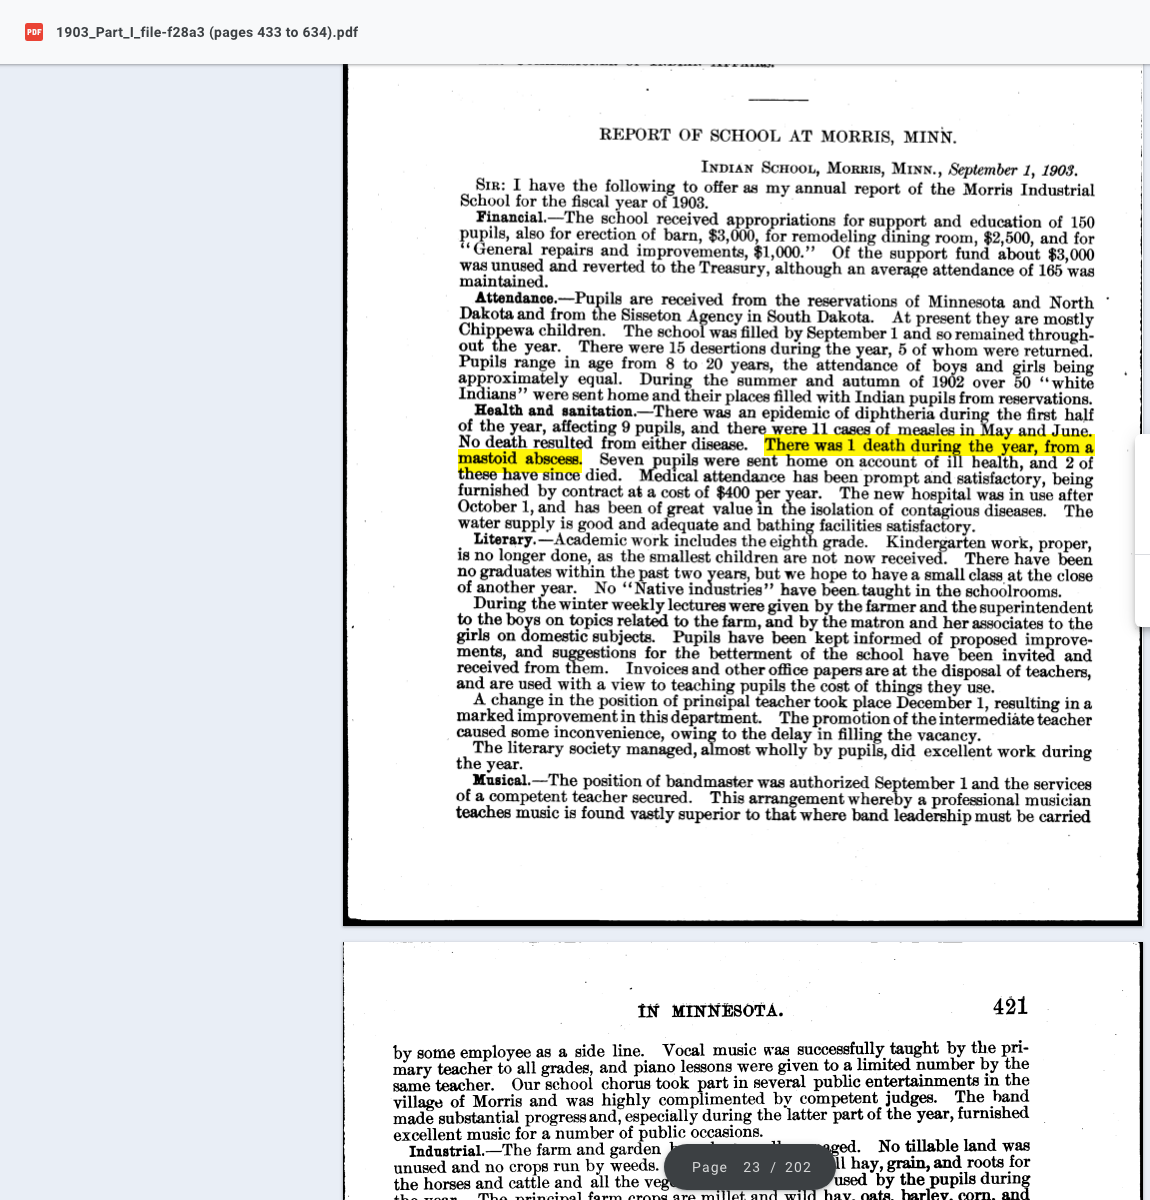 PDF 1903_Part_I_file-f28a3 (pages 433 to 634).pdf
REPORT OF SCHOOL AT MORRIS, MINN.
INDIAN SCHOOL, MORRIS, MINN., September 1, 1903.
SIR: I have the following to offer as my annual report of the Morris Industrial
School for the fiscal year of 1903.
Financial.—The school received appropriations for support and education of 150
pupils, also for erection of barn, $3,000, for remodeling dining room, $2,500, and for
“General repairs and improvements, $1,000.” Of the support fund about $3,000
was unused and reverted to the Treasury, although an average attendance of 165 was
maintained.
Attendance.—Pupils are received from the reservations of Minnesota and North
Dakota and from the Sisseton Agency in South Dakota. At present they are mostly
Chippewa children. The school was filled by September 1 and so remained through-
out the year. There were 15 desertions during the year, 5 of whom were returned.
Pupils range in age from 8 to 20 years, the attendance of boys and girls being
approximately equal. During the summer and autumn of 1902 over 50 “white
Indians” were sent home and their places filled with Indian pupils from reservations.
Health and sanitation.—There was an epidemic of diphtheria during the first half
of the year, affecting 9 pupils, and there were 11 cases of measles in May and June.
No death resulted from either disease. There was 1 death during the year, from a
mastoid abscess. Seven pupils were sent home on account of ill health, and 2 of
these have since died. Medical attendance has been prompt and satisfactory, being
furnished by contract at a cost of $400 per year. The new hospital was in use after
October 1, and has been of great value in the isolation of contagious diseases. The
water supply is good and adequate and bathing facilities satisfactory.
Literary.—Academic work includes the eighth grade. Kindergarten work, proper,
is no longer done, as the smallest children are not now received. There have been
no graduates within the past two years, but we hope to have a small class at the close
of another year. No “Native industries” have been taught in the schoolrooms.
During the winter weekly lectures were given by the farmer and the superintendent
to the boys on topics related to the farm, and by the matron and her associates to the
girls on domestic subjects. Pupils have been kept informed of proposed improve-
ments, and suggestions for the betterment of the school have been invited and
received from them. Invoices and other office papers are at the disposal of teachers,
and are used with a view to teaching pupils the cost of things they use.
A change in the position of principal teacher took place December 1, resulting in a
marked improvement in this department. The promotion of the intermediate teacher
caused some inconvenience, owing to the delay in filling the vacancy.
The literary society managed, almost wholly by pupils, did excellent work during
the year.
Musical.—The position of bandmaster was authorized September 1 and the services
of a competent teacher secured. This arrangement whereby a professional musician
teaches music is found vastly superior to that where band leadership must be carried
IN MINNESOTA. 421
by some employee as a side line. Vocal music was successfully taught by the pri-
mary teacher to all grades, and piano lessons were given to a limited number by the
same teacher. Our school chorus took part in several public entertainments in the
village of Morris and was highly complimented by competent judges. The band
made substantial progress and, especially during the latter part of the year, furnished
excellent music for a number of public occasions.
Industrial.—The farm and garden No tillable land was
unused and no crops run by weeds. hay, grain, and roots for
the horses and cattle and all the used by the pupils during
The principal farm crops are millet and wild hay, oats, barley, corn, and
Page 23 / 202